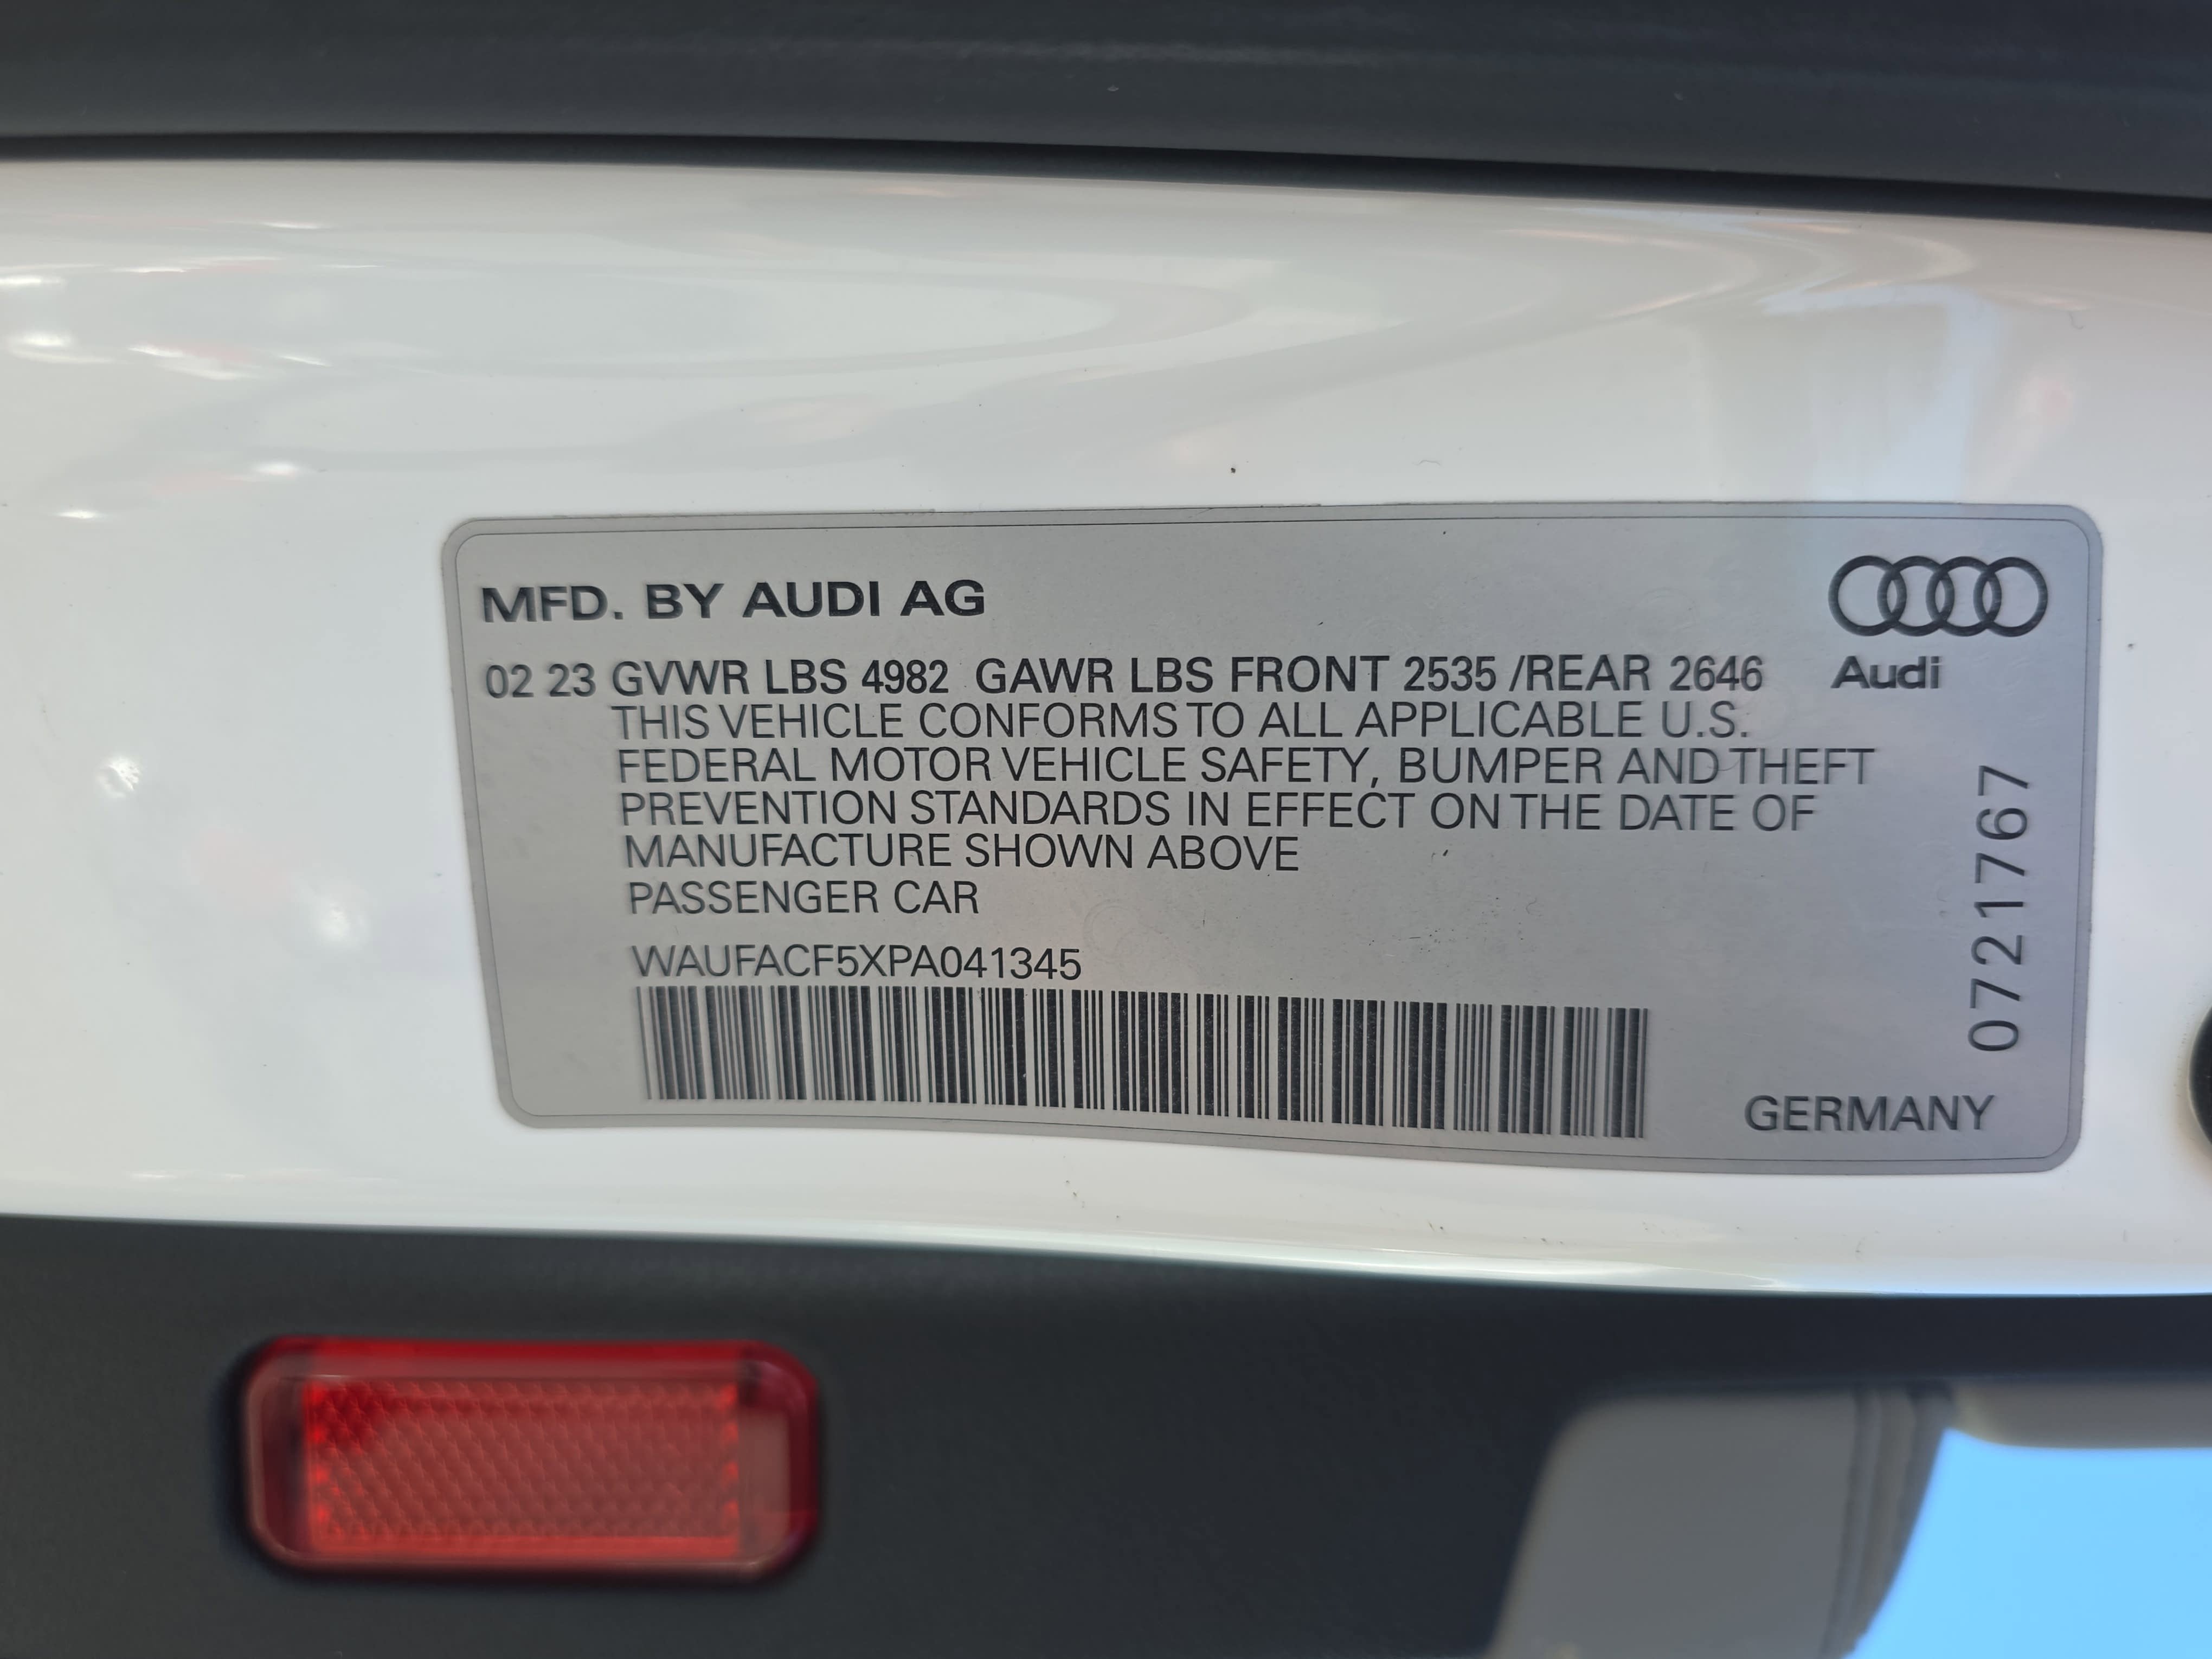 MFD. BY AUDI AG
02 23 GVWR LBS 4982 GAWR LBS FRONT 2535 /REAR 2646
THIS VEHICLE CONFORMS TO ALL APPLICABLE U.S.
FEDERAL MOTOR VEHICLE SAFETY, BUMPER AND THEFT
PREVENTION STANDARDS IN EFFECT ON THE DATE OF
MANUFACTURE SHOWN ABOVE
PASSENGER CAR
WAUFACF5XPA041345
Audi
0721767
GERMANY